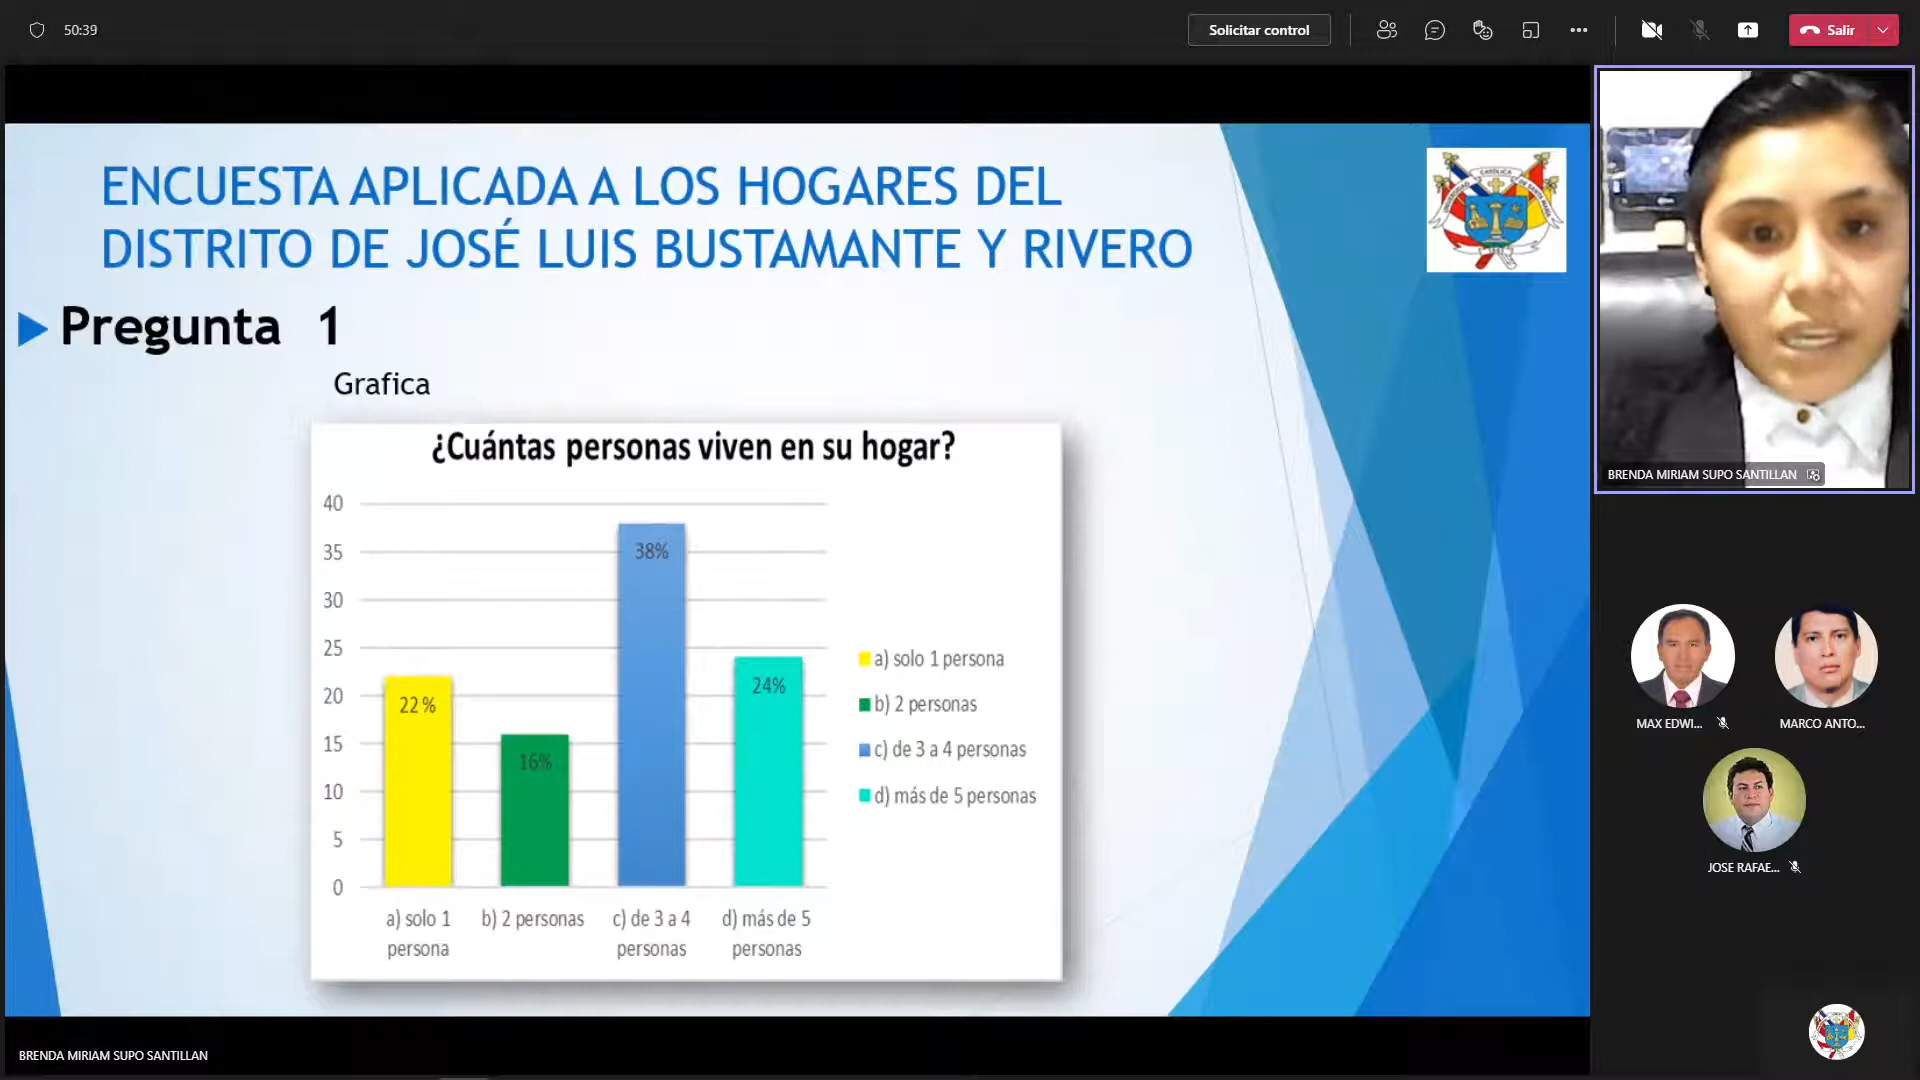 50:39
Solicitar control
Salir
ENCUESTA APLICADA A LOS HOGARES DEL
DISTRITO DE JOSÉ LUIS BUSTAMANTE Y RIVERO
Pregunta 1
Grafica
¿Cuántas personas viven en su hogar?
40
35
30
25
20
15
10
5
0
22%
16%
38%
24%
a) solo 1
persona
b) 2 personas
c) de 3 a 4
personas
d) más de 5
personas
a) solo 1 persona
b) 2 personas
c) de 3 a 4 personas
d) más de 5 personas
BRENDA MIRIAM SUPO SANTILLAN
MAX EDWI...
MARCO ANTO...
JOSE RAFAE...
BRENDA MIRIAM SUPO SANTILLAN